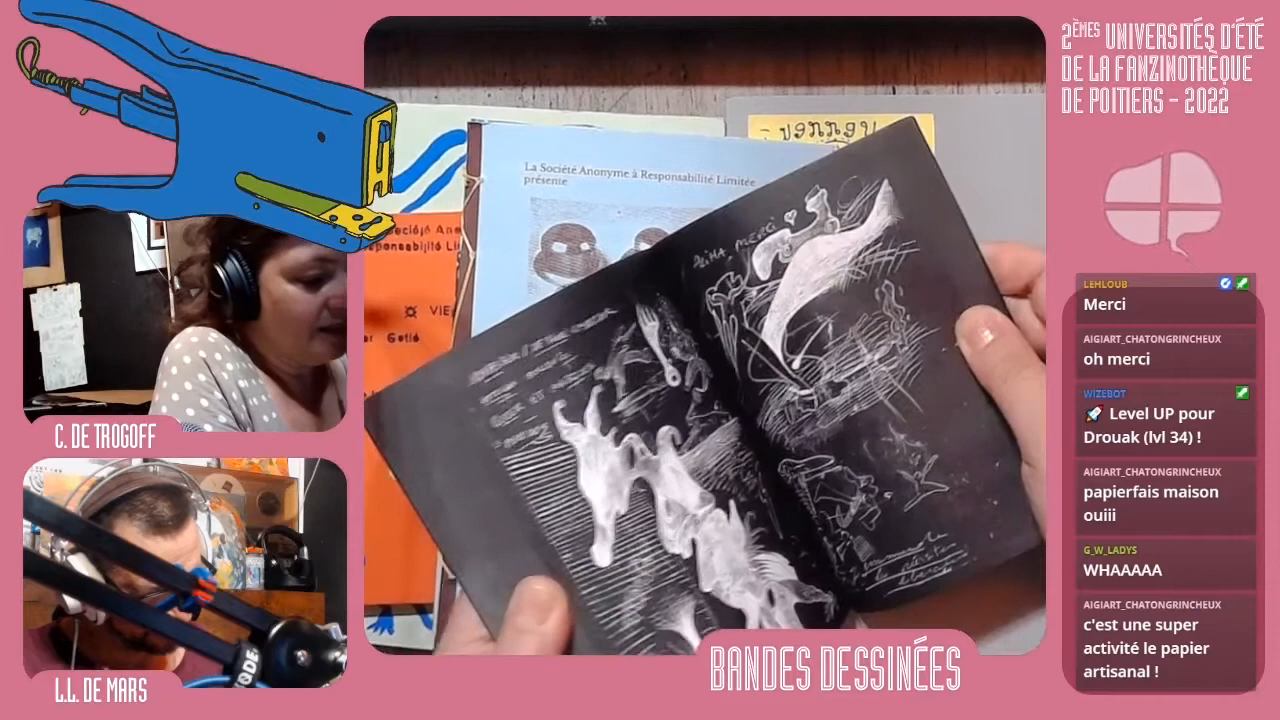 2ÈMES UNIVERSITÉS D'ÉTÉ
DE LA FANZINOTHÈQUE
DE POITIERS - 2022
La Société Anonyme à Responsabilité Limitée
présente
MERCI
C. DE TROGOFF
L.L. DE MARS
BANDES DESSINÉES
LEHLOUB
Merci
AIGIART_CHATONGRINCHEUX
oh merci
WIZEBOT
🚀 Level UP pour
Drouak (lvl 34) !
AIGIART_CHATONGRINCHEUX
papierfais maison
ouiii
G_W_LADYS
WHAAAAA
AIGIART_CHATONGRINCHEUX
c'est une super
activité le papier
artisanal !